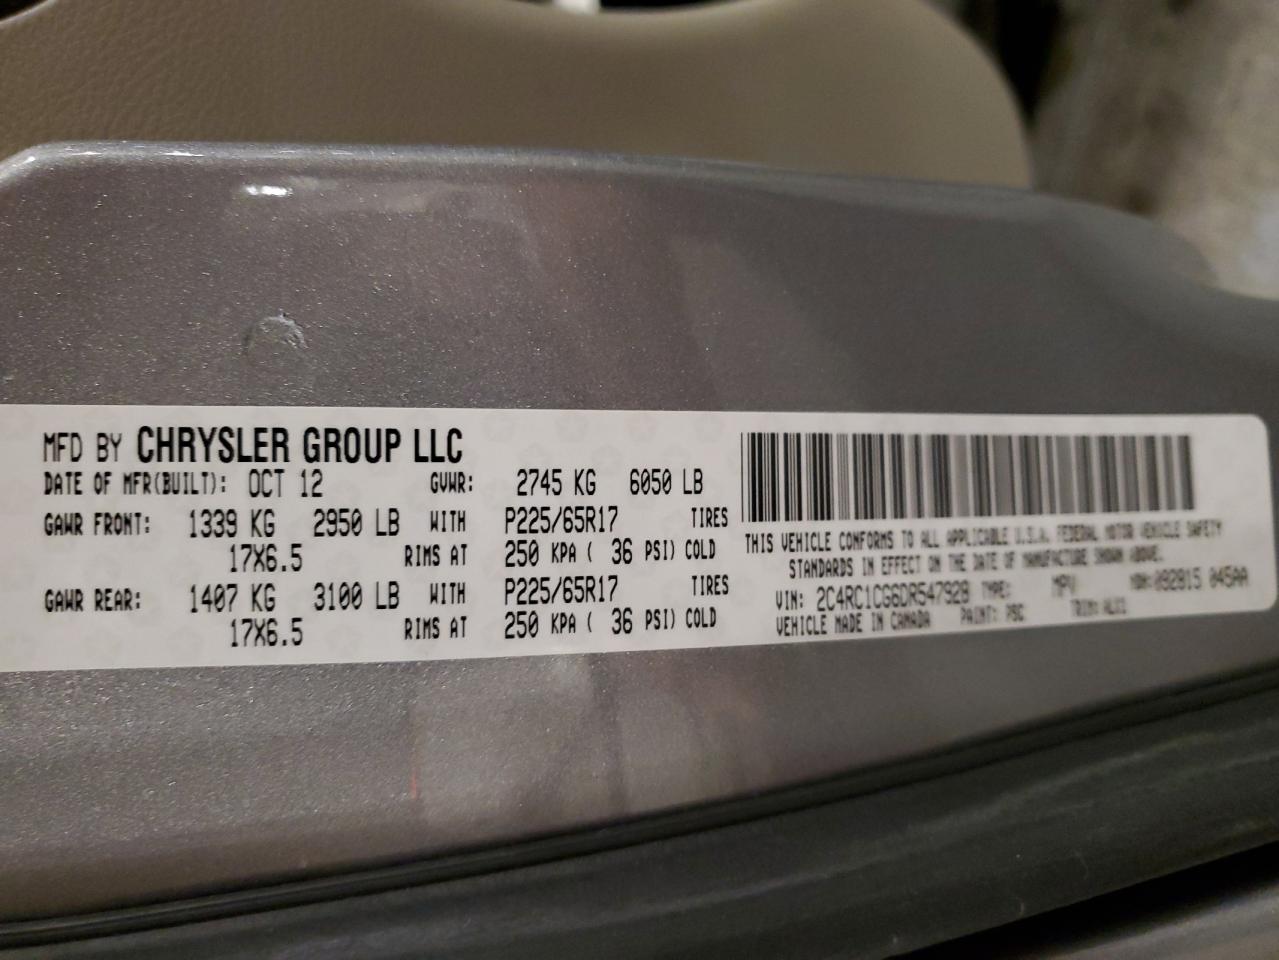 MFD BY CHRYSLER GROUP LLC
DATE OF MFR(BUILT): OCT 12 GVWR: 2745 KG 6050 LB
GAWR FRONT: 1339 KG 2950 LB WITH P225/65R17 TIRES
17X6.5 RIMS AT 250 KPA ( 36 PSI) COLD
GAWR REAR: 1407 KG 3100 LB WITH P225/65R17 TIRES
17X6.5 RIMS AT 250 KPA ( 36 PSI) COLD
THIS VEHICLE CONFORMS TO ALL APPLICABLE U.S.A. FEDERAL MOTOR VEHICLE SAFETY
STANDARDS IN EFFECT ON THE DATE OF MANUFACTURE SHOWN ABOVE.
VIN: 2C4RC1CG6DR547928 TYPE: MPV MDH:092815 045AA
VEHICLE MADE IN CANADA PAINT: PSC TRIM: